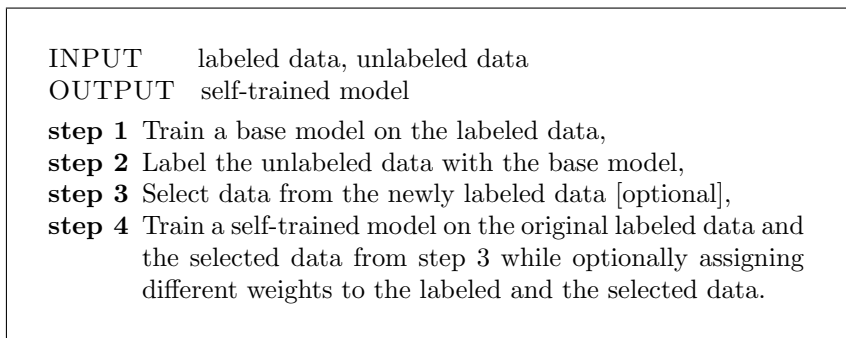 INPUT labeled data, unlabeled data
OUTPUT self-trained model
step 1 Train a base model on the labeled data,
step 2 Label the unlabeled data with the base model,
step 3 Select data from the newly labeled data [optional],
step 4 Train a self-trained model on the original labeled data and
the selected data from step 3 while optionally assigning
different weights to the labeled and the selected data.